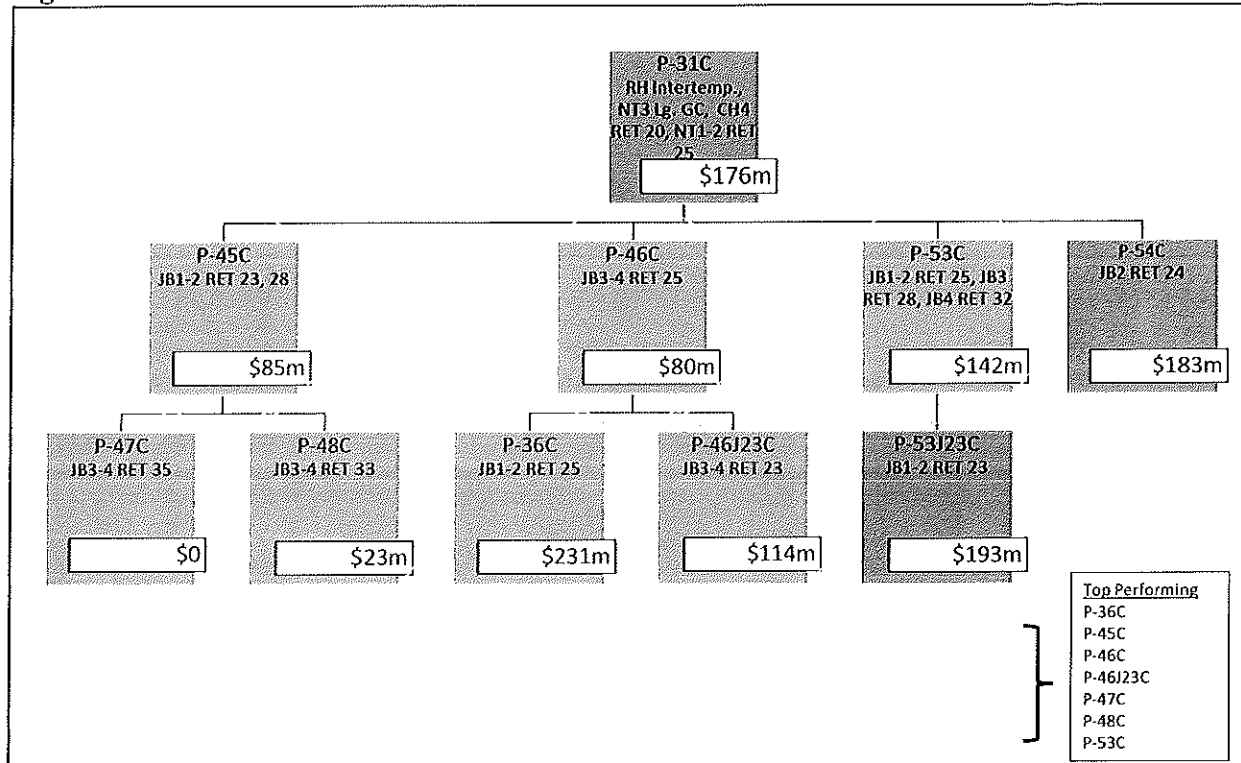 P-31C
RH Intertemp.,
NT3 Lg. GC, CH4
RET 20, NT1-2 RET
25
$176m
P-45C
JB1-2 RET 23, 28
$85m
P-46C
JB3-4 RET 25
$80m
P-53C
JB1-2 RET 25, JB3
RET 28, JB4 RET 32
$142m
P-54C
JB2 RET 24
$183m
P-47C
JB3-4 RET 35
$0
P-48C
JB3-4 RET 33
$23m
P-36C
JB1-2 RET 25
$231m
P-46J23C
JB3-4 RET 23
$114m
P-53J23C
JB1-2 RET 23
$193m
Top Performing
P-36C
P-45C
P-46C
P-46J23C
P-47C
P-48C
P-53C